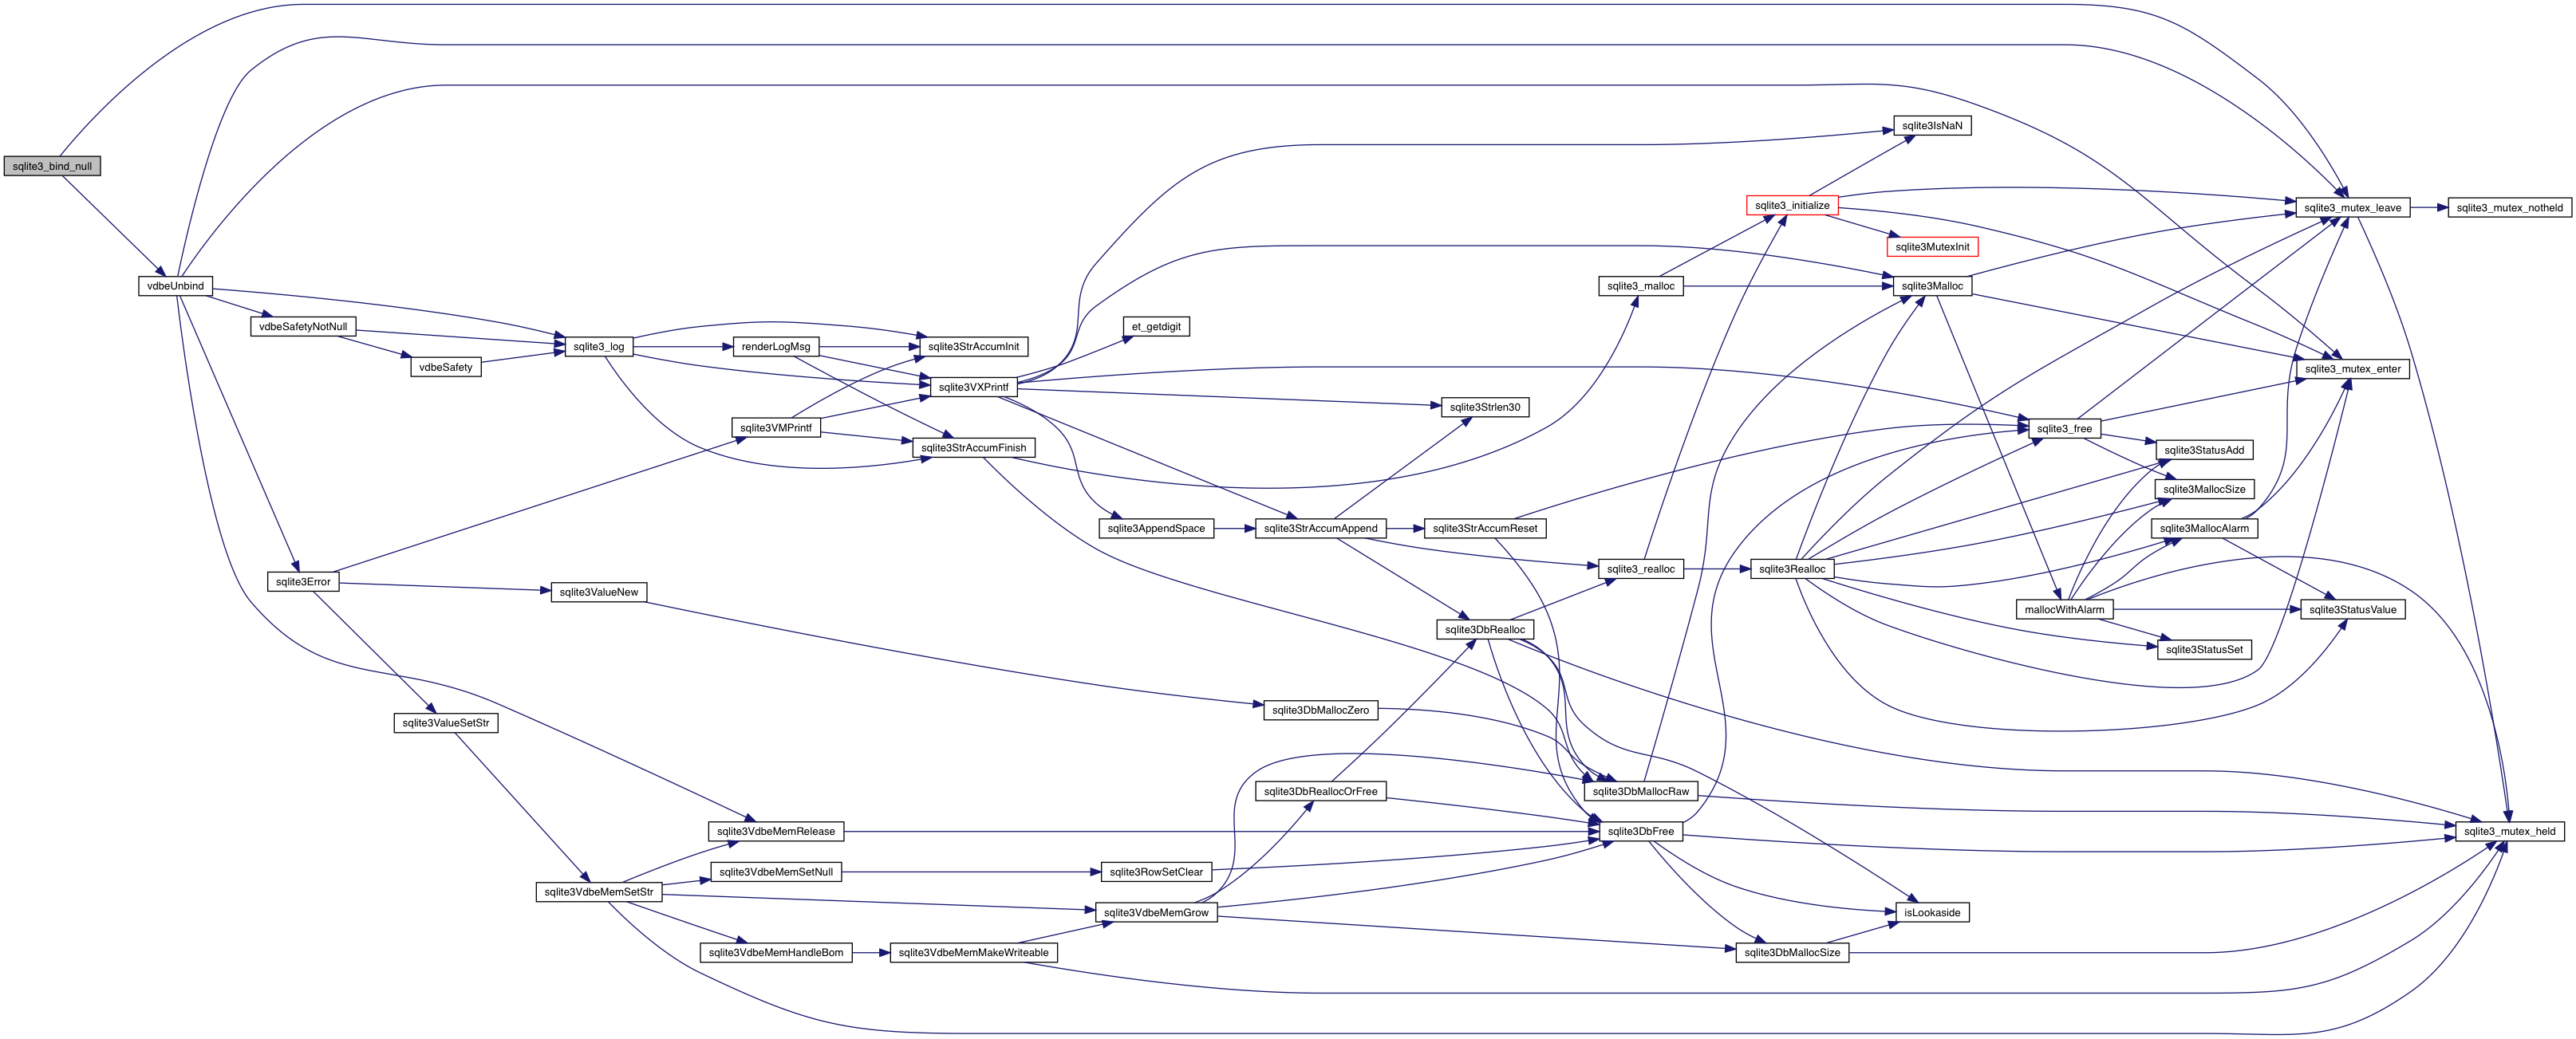 sqlite3_bind_null
vdbeUnbind
vdbeSafetyNotNull
sqlite3Error
vdbeSafety
sqlite3ValueSetStr
sqlite3_log
sqlite3ValueNew
sqlite3VdbeMemSetStr
renderLogMsg
sqlite3VMPrintf
sqlite3VdbeMemRelease
sqlite3VdbeMemSetNull
sqlite3VdbeMemHandleBom
sqlite3StrAccumInit
sqlite3VXPrintf
sqlite3StrAccumFinish
sqlite3VdbeMemMakeWriteable
et_getdigit
sqlite3AppendSpace
sqlite3RowSetClear
sqlite3VdbeMemGrow
sqlite3StrAccumAppend
sqlite3DbMallocZero
sqlite3DbReallocOrFree
sqlite3Strlen30
sqlite3StrAccumReset
sqlite3DbRealloc
sqlite3_malloc
sqlite3_realloc
sqlite3DbMallocRaw
sqlite3DbFree
sqlite3_initialize
sqlite3Realloc
sqlite3DbMallocSize
sqlite3IsNaN
sqlite3MutexInit
sqlite3Malloc
isLookaside
sqlite3_free
mallocWithAlarm
sqlite3StatusAdd
sqlite3MallocSize
sqlite3MallocAlarm
sqlite3StatusSet
sqlite3_mutex_leave
sqlite3_mutex_enter
sqlite3StatusValue
sqlite3_mutex_notheld
sqlite3_mutex_held